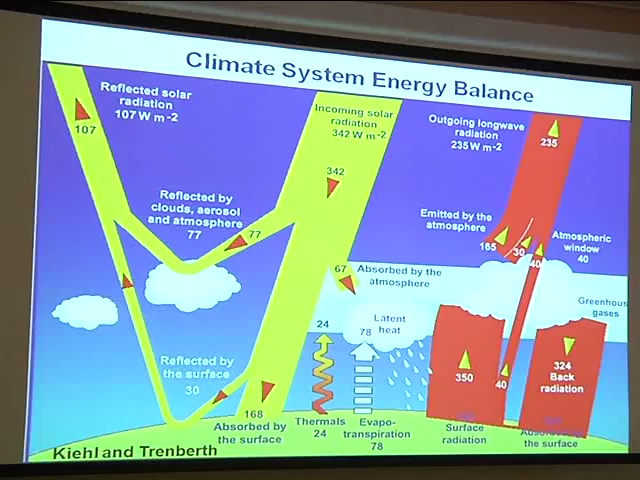 Climate System Energy Balance
Reflected solar
radiation
107 W m-2
107
Incoming solar
radiation
342 W m-2
342
Outgoing longwave
radiation
235 W m-2
235
Reflected by
clouds, aerosol
and atmosphere
77
77
Emitted by the
atmosphere
165
30
40
Atmospheric
window
40
67
Absorbed by the
atmosphere
Greenhous
gases
Latent
heat
24
78
Reflected by
the surface
30
350
40
324
Back
radiation
168
Absorbed by
the surface
Thermals
24
Evapo-
transpiration
78
Surface
radiation
the surface
Kiehl and Trenberth